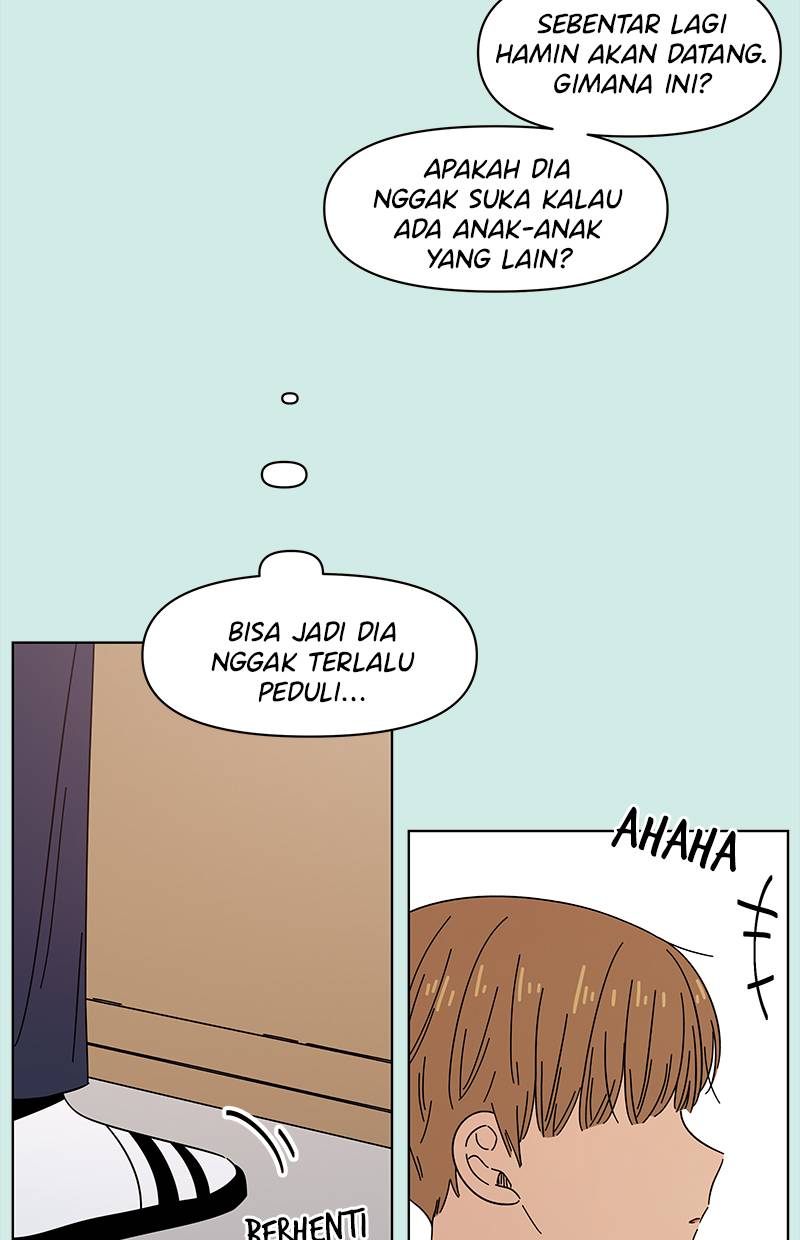 SEBENTAR LAGI
HAMIN AKAN DATANG.
GIMANA INI?
APAKAH DIA
NGGAK SUKA KALAU
ADA ANAK-ANAK
YANG LAIN?
BISA JADI DIA
NGGAK TERLALU
PEDULI...
AHAHA
BERHENTI